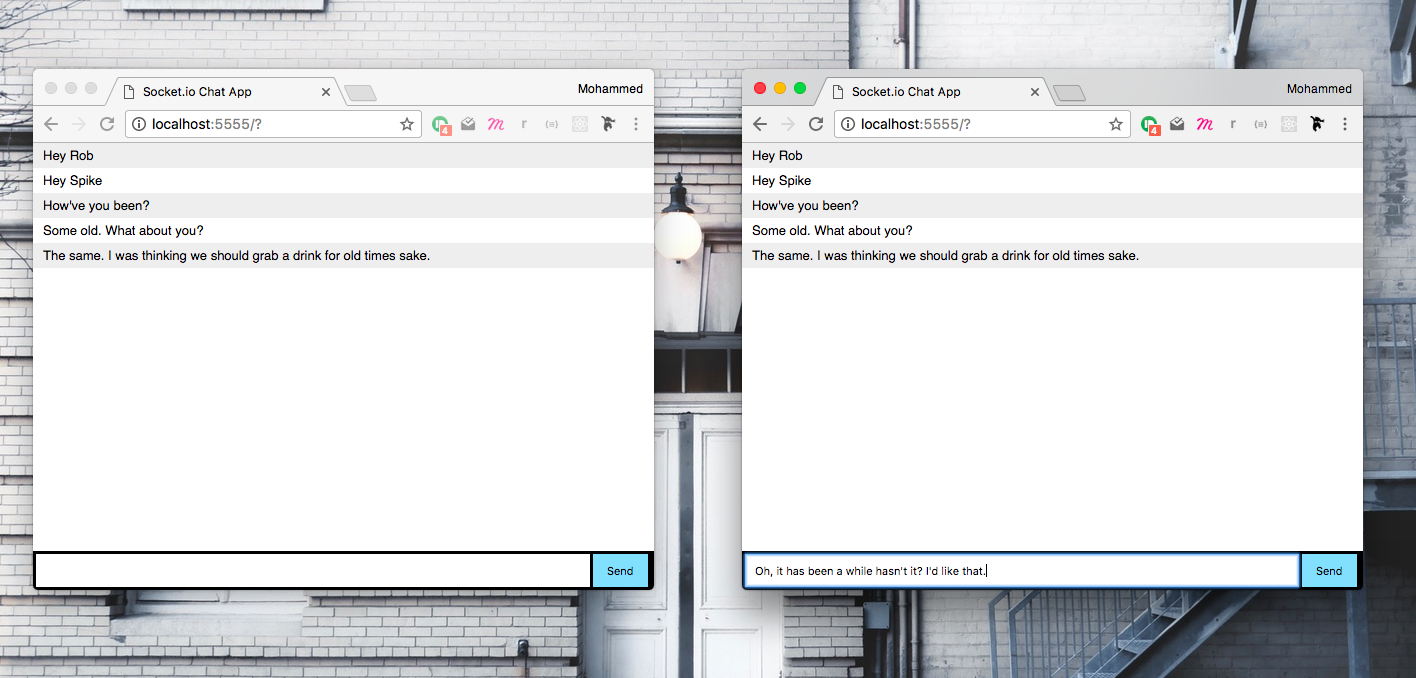 Socket.io Chat App
Mohammed
localhost:5555/?
4
m
r
Hey Rob
Hey Spike
How've you been?
Some old. What about you?
The same. I was thinking we should grab a drink for old times sake.
Send
Socket.io Chat App
Mohammed
localhost:5555/?
4
m
r
Hey Rob
Hey Spike
How've you been?
Some old. What about you?
The same. I was thinking we should grab a drink for old times sake.
Oh, it has been a while hasn't it? I'd like that.
Send